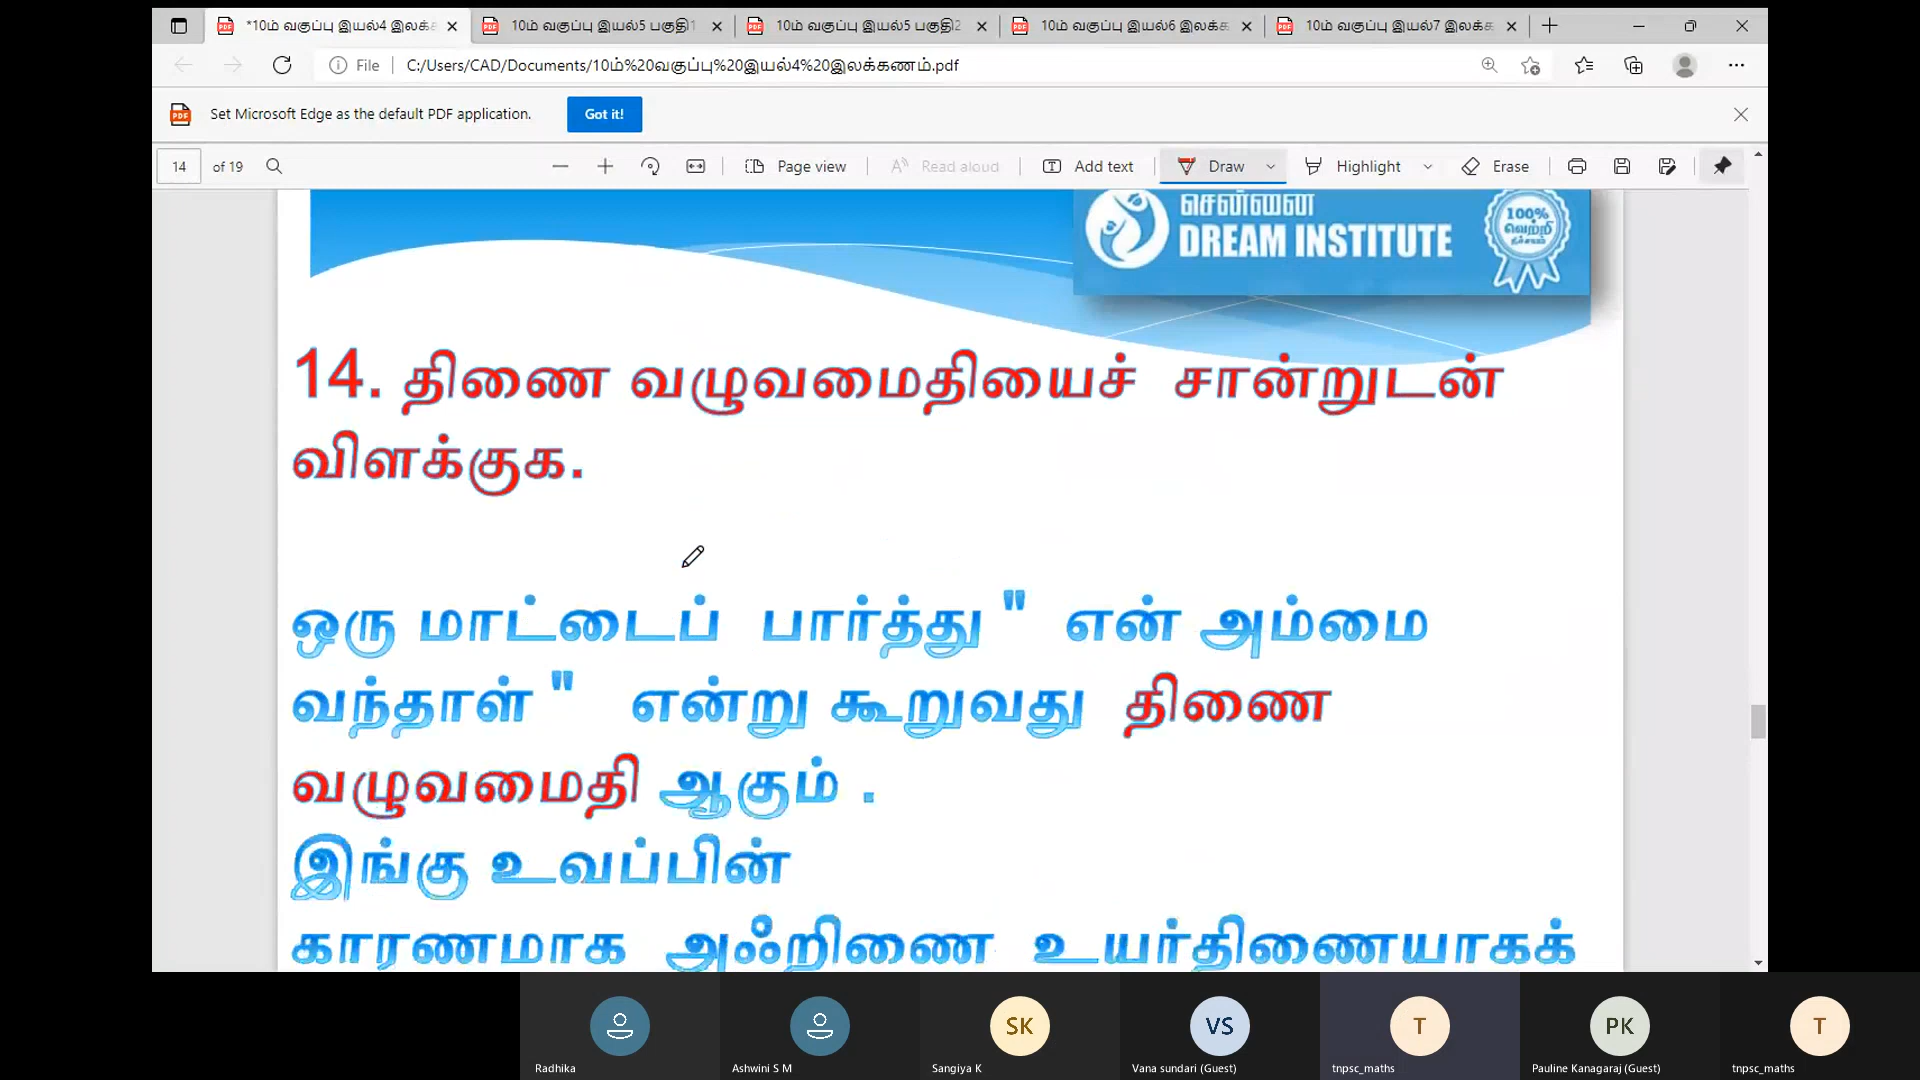 *10ம் வகுப்பு இயல்4 இலக்க
10ம் வகுப்பு இயல்5 பகுதி1
10ம் வகுப்பு இயல்5 பகுதி2
10ம் வகுப்பு இயல்6 இலக்க
10ம் வகுப்பு இயல்7 இலக்க
File
C:/Users/CAD/Documents/10ம்%20வகுப்பு%20இயல்4%20இலக்கணம்.pdf
Set Microsoft Edge as the default PDF application.
Got it!
14 of 19
Page view
Read aloud
Add text
Draw
Highlight
Erase
சென்னை
DREAM INSTITUTE
100%
வெற்றி
நிச்சயம்
14. திணை வழுவமைதியைச் சான்றுடன்
விளக்குக.
ஒரு மாட்டைப் பார்த்து " என் அம்மை
வந்தாள் " என்று கூறுவது திணை
வழுவமைதி ஆகும் .
இங்கு உவப்பின்
காரணமாக அஃறிணை உயர்திணையாகக்
SK
VS
T
PK
T
Radhika
Ashwini S M
Sangiya K
Vana sundari (Guest)
tnpsc_maths
Pauline Kanagaraj (Guest)
tnpsc_maths